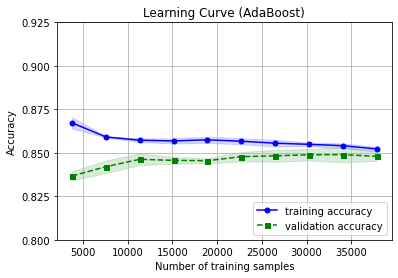 Learning Curve (AdaBoost)
0.925
0.900
0.875
0.850
0.825
0.800
Accuracy
5000 10000 15000 20000 25000 30000 35000
Number of training samples
training accuracy
validation accuracy